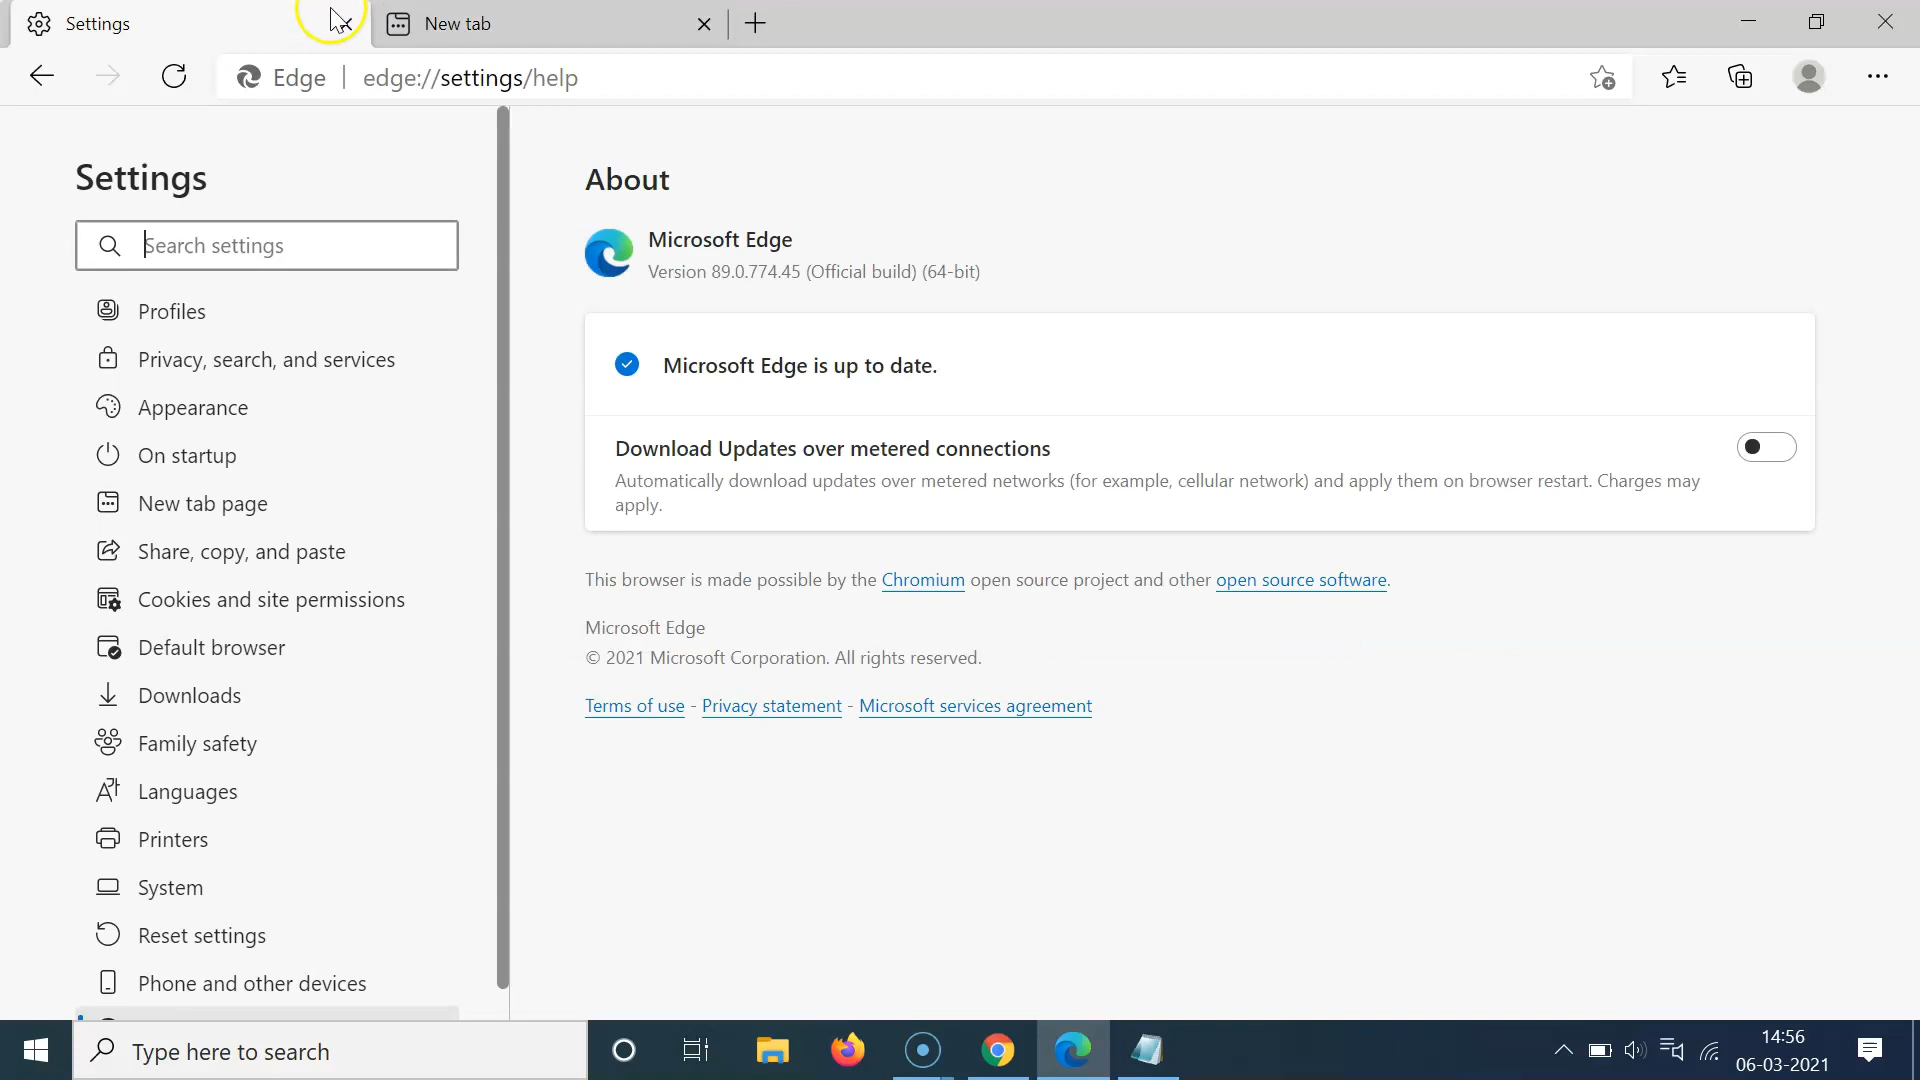 Settings
New tab
Edge
edge://settings/help
Settings
Search settings
Profiles
Privacy, search, and services
Appearance
On startup
New tab page
Share, copy, and paste
Cookies and site permissions
Default browser
Downloads
Family safety
Languages
Printers
System
Reset settings
Phone and other devices
About
Microsoft Edge
Version 89.0.774.45 (Official build) (64-bit)
Microsoft Edge is up to date.
Download Updates over metered connections
Automatically download updates over metered networks (for example, cellular network) and apply them on browser restart. Charges may
apply.
This browser is made possible by the Chromium open source project and other open source software.
Microsoft Edge
© 2021 Microsoft Corporation. All rights reserved.
Terms of use - Privacy statement - Microsoft services agreement
Type here to search
14:56
06-03-2021